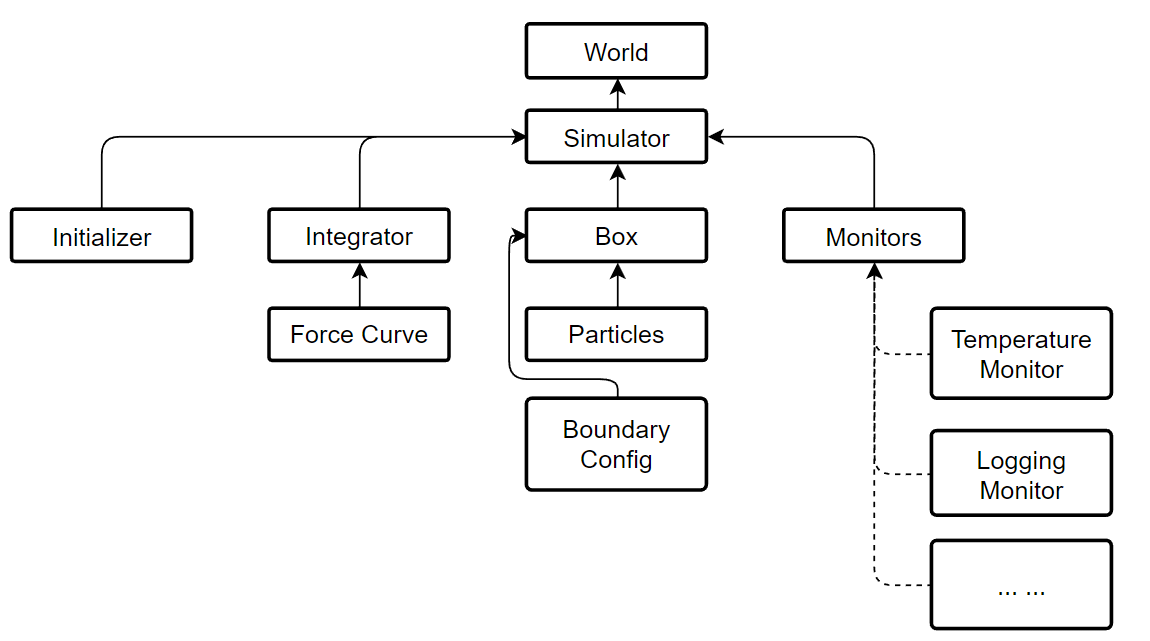 World
Simulator
Initializer
Integrator
Box
Monitors
Force Curve
Particles
Temperature
Monitor
Boundary
Config
Logging
Monitor
... ...